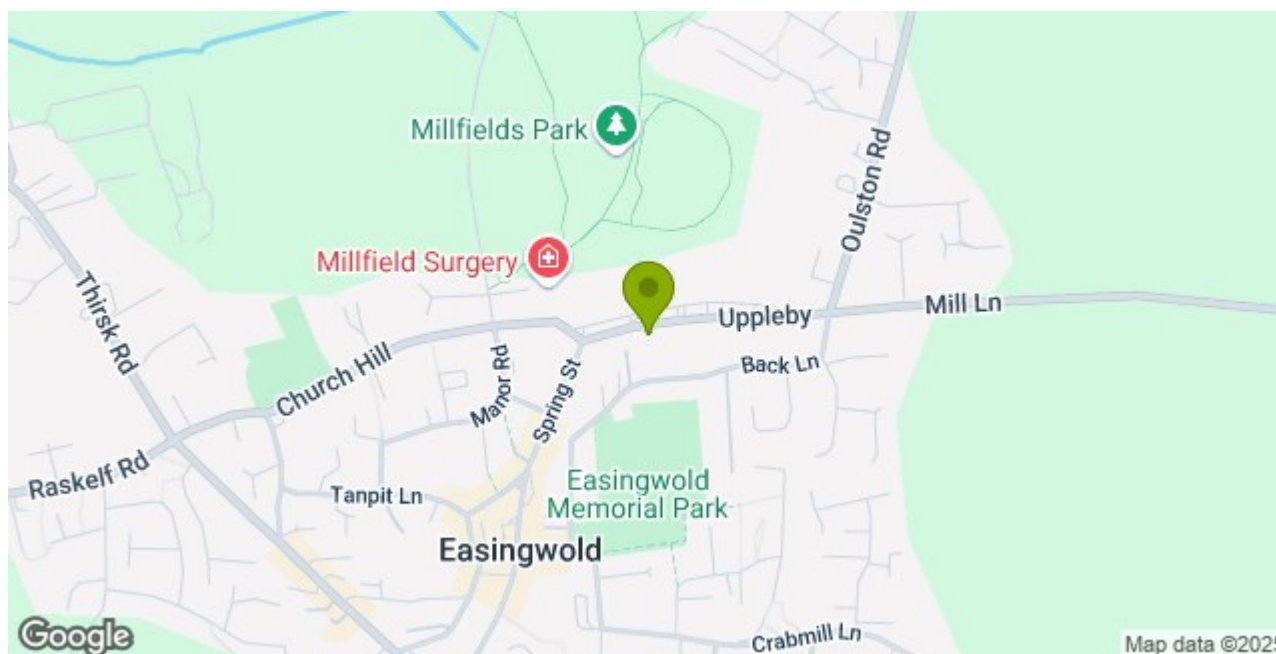 Millfields Park
Oulston Rd
Millfield Surgery
Thirsk Rd
Uppleby
Mill Ln
Church Hill
Manor Rd
Spring St
Back Ln
Raskelf Rd
Tanpit Ln
Easingwold
Memorial Park
Easingwold
Crabmill Ln
Google
Map data ©2025